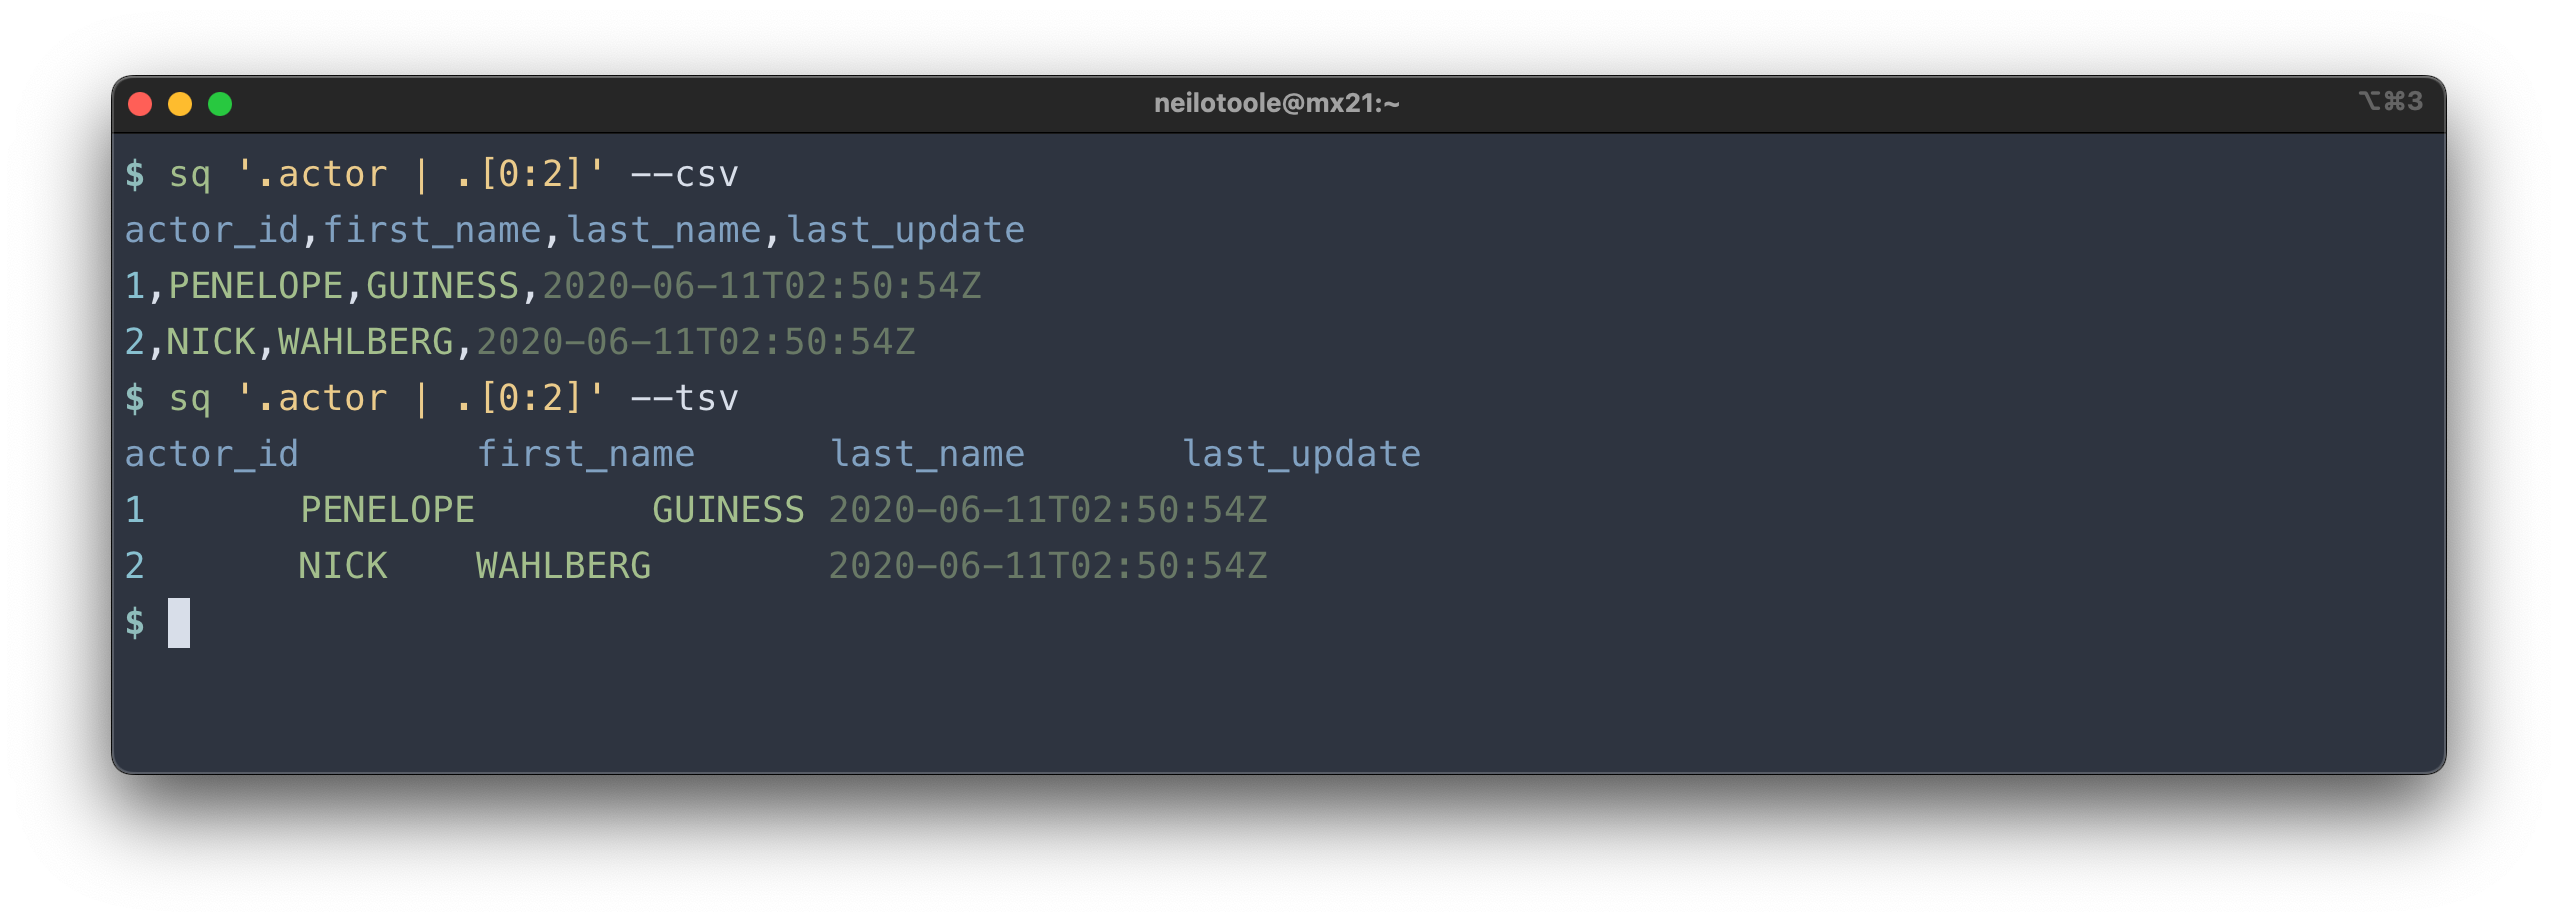 neilotoole@mx21:~ ⌥⌘3
$ sq '.actor | .[0:2]' --csv
actor_id,first_name,last_name,last_update
1,PENELOPE,GUINESS,2020-06-11T02:50:54Z
2,NICK,WAHLBERG,2020-06-11T02:50:54Z
$ sq '.actor | .[0:2]' --tsv
actor_id	first_name	last_name	last_update
1	PENELOPE	GUINESS	2020-06-11T02:50:54Z
2	NICK	WAHLBERG	2020-06-11T02:50:54Z
$